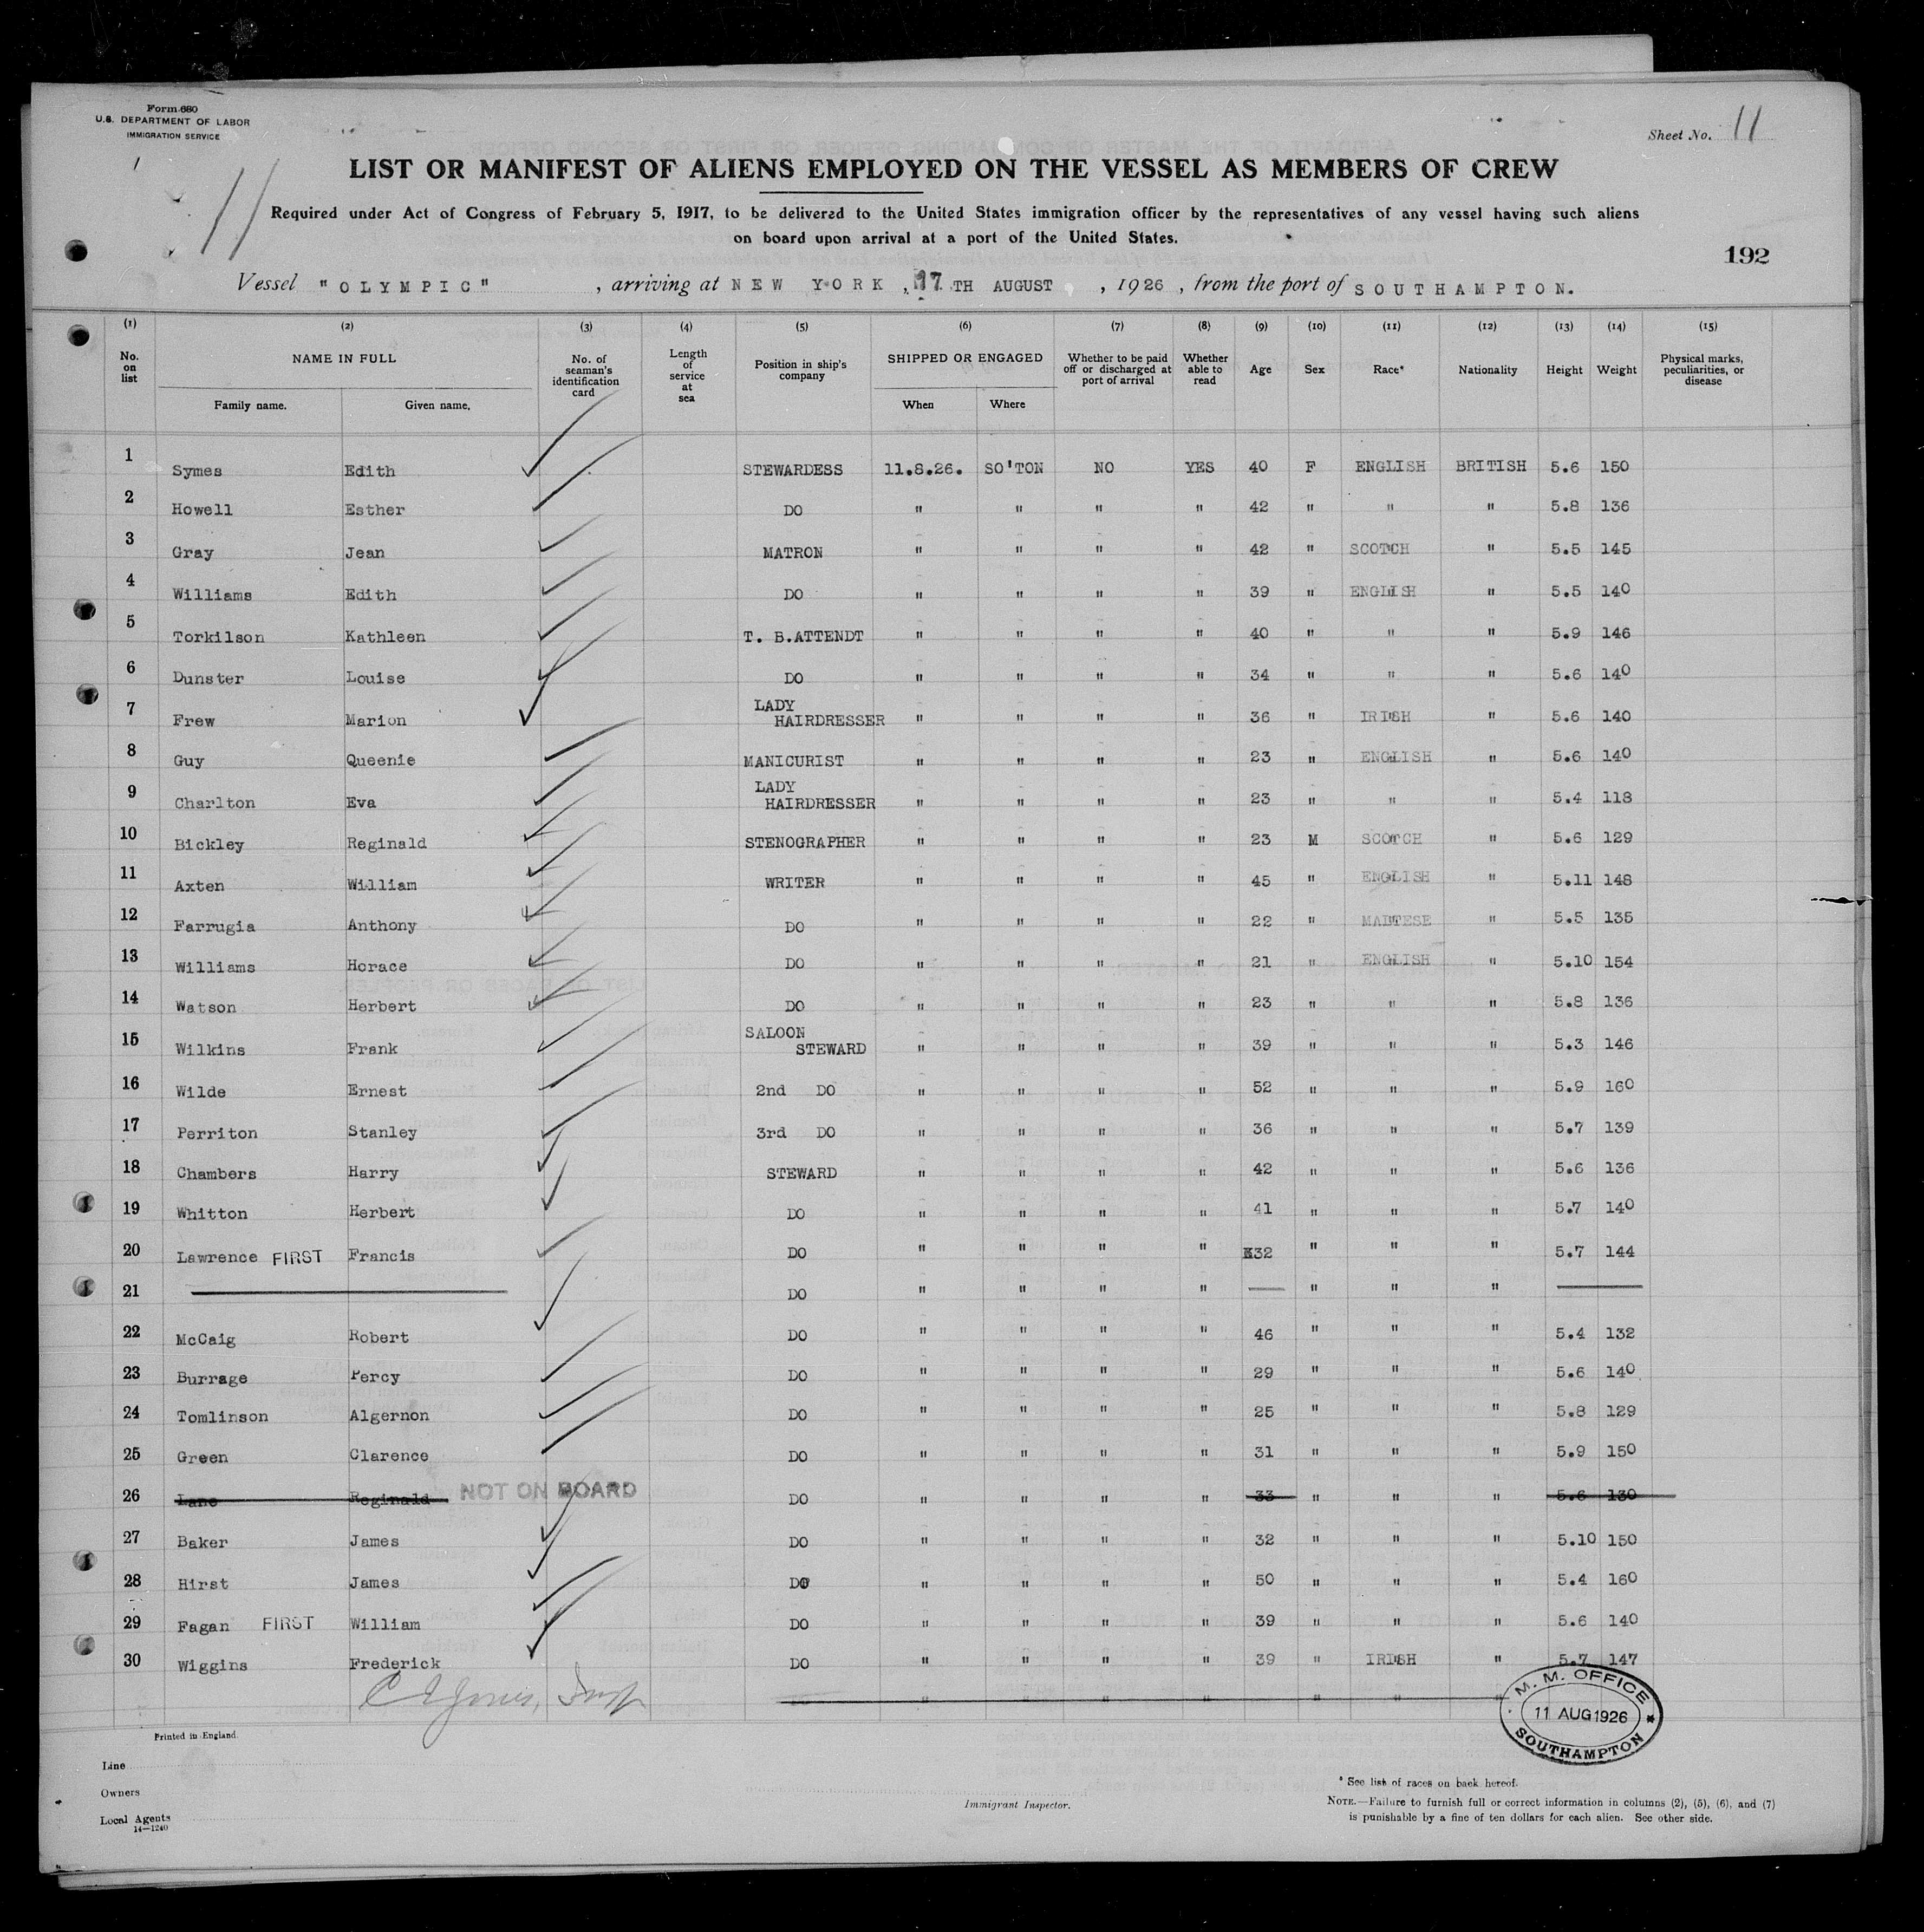 Form 680
U.S. DEPARTMENT OF LABOR
IMMIGRATION SERVICE
Sheet No. 11
11
LIST OR MANIFEST OF ALIENS EMPLOYED ON THE VESSEL AS MEMBERS OF CREW
Required under Act of Congress of February 5, 1917, to be delivered to the United States immigration officer by the representatives of any vessel having such aliens
on board upon arrival at a port of the United States.
192
Vessel "OLYMPIC", arriving at NEW YORK, 17TH AUGUST, 1926, from the port of SOUTHAMPTON.
(1) (2) (3) (4) (5) (6) (7) (8) (9) (10) (11) (12) (13) (14) (15)
No. on list NAME IN FULL No. of seaman's identification card Length of service at sea Position in ship's company SHIPPED OR ENGAGED Whether to be paid off or discharged at port of arrival Whether able to read Age Sex Race* Nationality Height Weight Physical marks, peculiarities, or disease
Family name. Given name. When Where
1 Symes Edith STEWARDESS 11.8.26. SO'TON NO YES 40 F ENGLISH BRITISH 5.6 150
2 Howell Esther DO " " " " 42 " " " 5.8 136
3 Gray Jean MATRON " " " " 42 " SCOTCH " 5.5 145
4 Williams Edith DO " " " " 39 " ENGLISH " 5.5 140
5 Torkilson Kathleen T. B.ATTENDT " " " " 40 " " " 5.9 146
6 Dunster Louise DO " " " " 34 " " " 5.6 140
7 Frew Marion LADY HAIRDRESSER " " " " 36 " IRISH " 5.6 140
8 Guy Queenie MANICURIST " " " " 23 " ENGLISH " 5.6 140
9 Charlton Eva LADY HAIRDRESSER " " " " 23 " " " 5.4 118
10 Bickley Reginald STENOGRAPHER " " " " 23 M SCOTCH " 5.6 129
11 Axten William WRITER " " " " 45 " ENGLISH " 5.11 148
12 Farrugia Anthony DO " " " " 22 " MALTESE " 5.5 135
13 Williams Horace DO " " " " 21 " ENGLISH " 5.10 154
14 Watson Herbert DO " " " " 23 " " " 5.8 136
15 Wilkins Frank SALOON STEWARD " " " " 39 " " " 5.3 146
16 Wilde Ernest 2nd DO " " " " 52 " " " 5.9 160
17 Perriton Stanley 3rd DO " " " " 36 " " " 5.7 139
18 Chambers Harry STEWARD " " " " 42 " " " 5.6 136
19 Whitton Herbert DO " " " " 41 " " " 5.7 140
20 Lawrence FIRST Francis DO " " " " 32 " " " 5.7 144
21 DO " " " " " " "
22 McCaig Robert DO " " " " 46 " " " 5.4 132
23 Burrage Percy DO " " " " 29 " " " 5.6 140
24 Tomlinson Algernon DO " " " " 25 " " " 5.8 129
25 Green Clarence DO " " " " 31 " " " 5.9 150
26 Lane Reginald NOT ON BOARD DO " " " " 33 " " " 5.6 130
27 Baker James DO " " " " 32 " " " 5.10 150
28 Hirst James DO " " " " 50 " " " 5.4 160
29 Fagan FIRST William DO " " " " 39 " " " 5.6 140
30 Wiggins Frederick DO " " " " 39 " IRISH " 5.7 147
M. M. OFFICE
11 AUG 1926
SOUTHAMPTON
Printed in England.
Line
Owners
Local Agents
14—1240
Immigrant Inspector.
* See list of races on back hereof.
NOTE.—Failure to furnish full or correct information in columns (2), (5), (6), and (7)
is punishable by a fine of ten dollars for each alien. See other side.